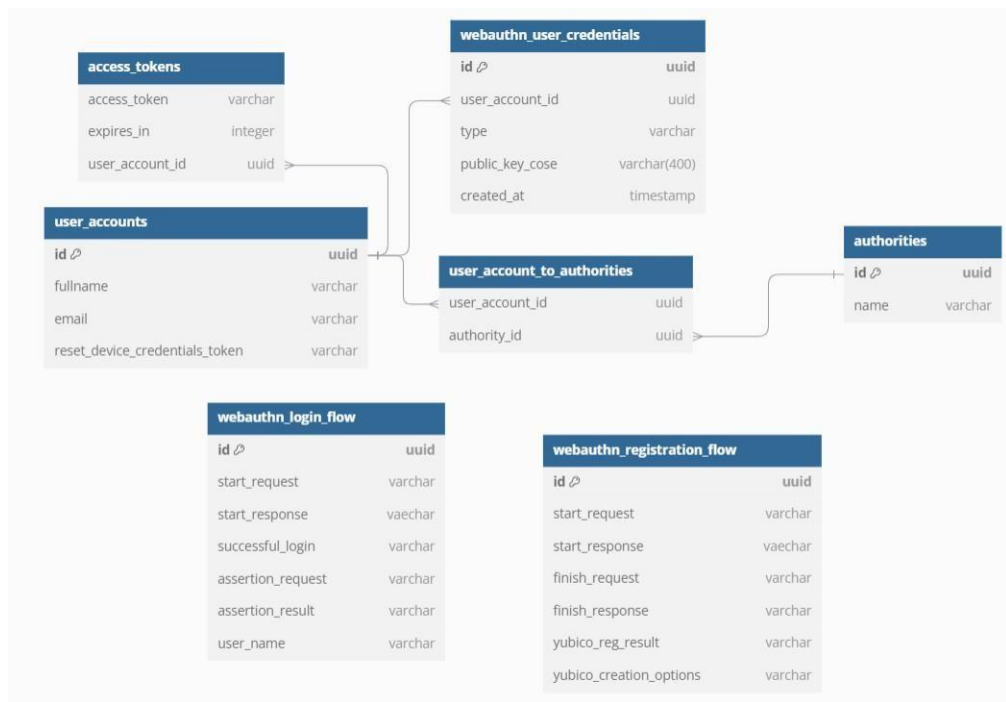 access_tokens
access_token varchar
expires_in integer
user_account_id uuid
webauthn_user_credentials
id uuid
user_account_id uuid
type varchar
public_key_cose varchar(400)
created_at timestamp
user_accounts
id uuid
fullname varchar
email varchar
reset_device_credentials_token varchar
user_account_to_authorities
user_account_id uuid
authority_id uuid
authorities
id uuid
name varchar
webauthn_login_flow
id uuid
start_request varchar
start_response vaechar
successful_login varchar
assertion_request varchar
assertion_result varchar
user_name varchar
webauthn_registration_flow
id uuid
start_request varchar
start_response vaechar
finish_request varchar
finish_response varchar
yubico_reg_result varchar
yubico_creation_options varchar